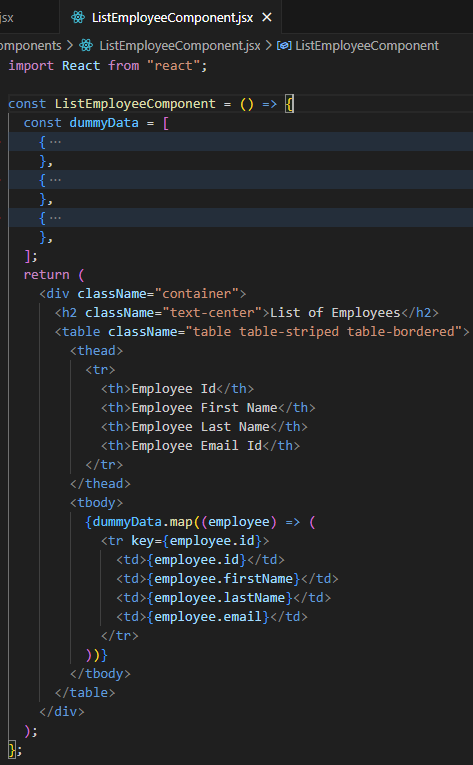 jsx
ListEmployeeComponent.jsx ×
omponents > ListEmployeeComponent.jsx > ListEmployeeComponent
import React from "react";
const ListEmployeeComponent = () => {
const dummyData = [
{ ···
},
{ ···
},
{ ···
},
];
return (
<div className="container">
<h2 className="text-center">List of Employees</h2>
<table className="table table-striped table-bordered">
<thead>
<tr>
<th>Employee Id</th>
<th>Employee First Name</th>
<th>Employee Last Name</th>
<th>Employee Email Id</th>
</tr>
</thead>
<tbody>
{dummyData.map((employee) => (
<tr key={employee.id}>
<td>{employee.id}</td>
<td>{employee.firstName}</td>
<td>{employee.lastName}</td>
<td>{employee.email}</td>
</tr>
))}
</tbody>
</table>
</div>
);
};